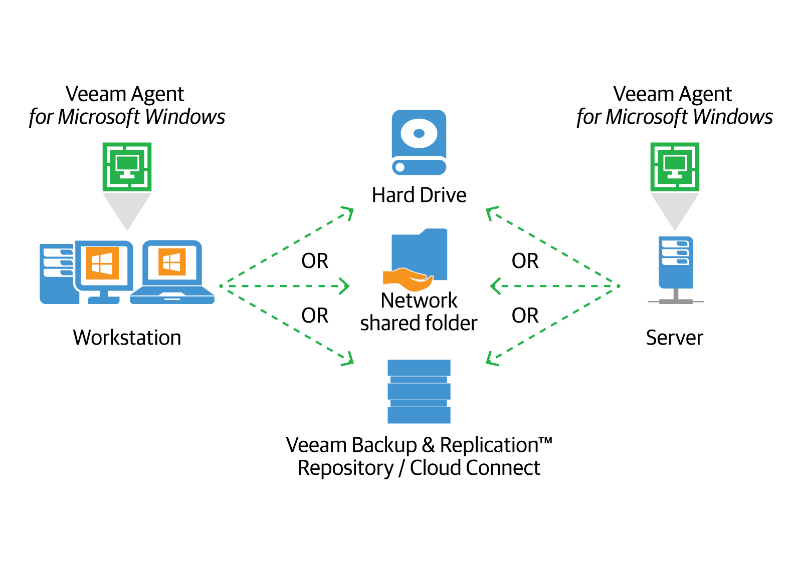 Veeam Agent
for Microsoft Windows
Veeam Agent
for Microsoft Windows
Hard Drive
OR
OR
Network
shared folder
OR
OR
Workstation
Server
Veeam Backup & Replication™
Repository / Cloud Connect